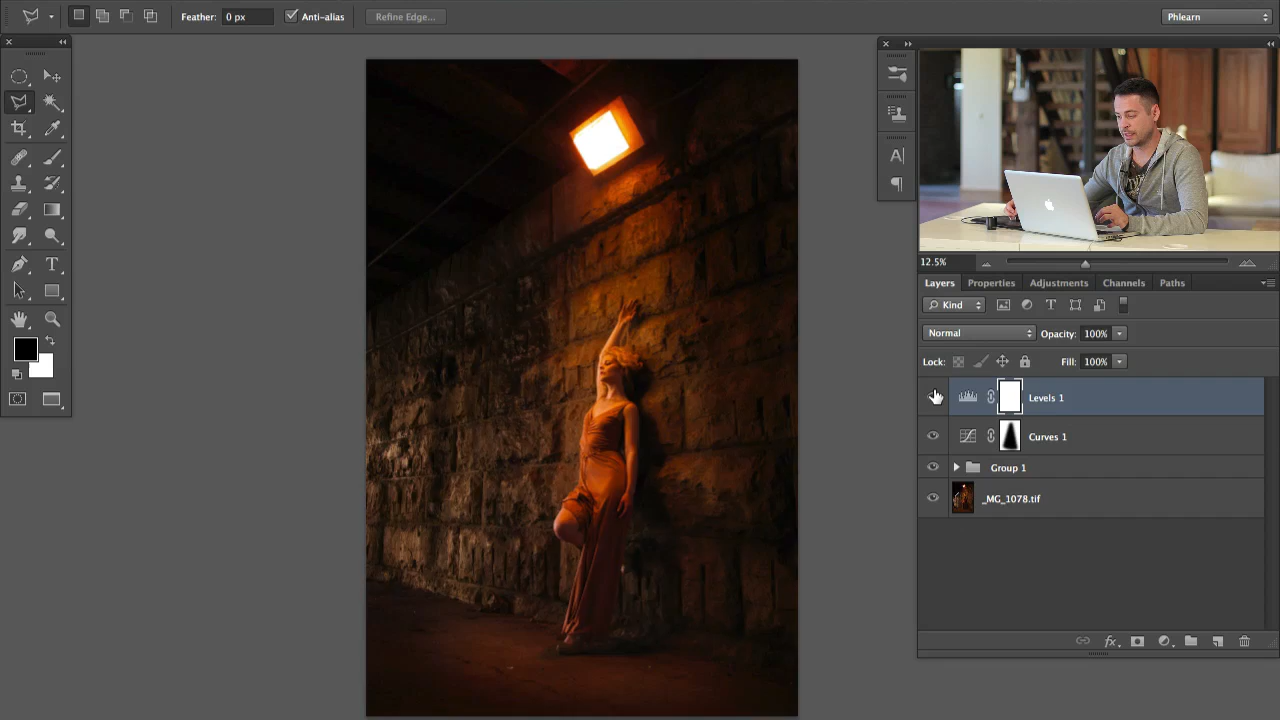 Feather: 0 px Anti-alias Refine Edge... Phlearn
12.5%
Layers Properties Adjustments Channels Paths
Kind T
Normal Opacity: 100%
Lock: Fill: 100%
Levels 1
Curves 1
Group 1
_MG_1078.tif
fx
A
T